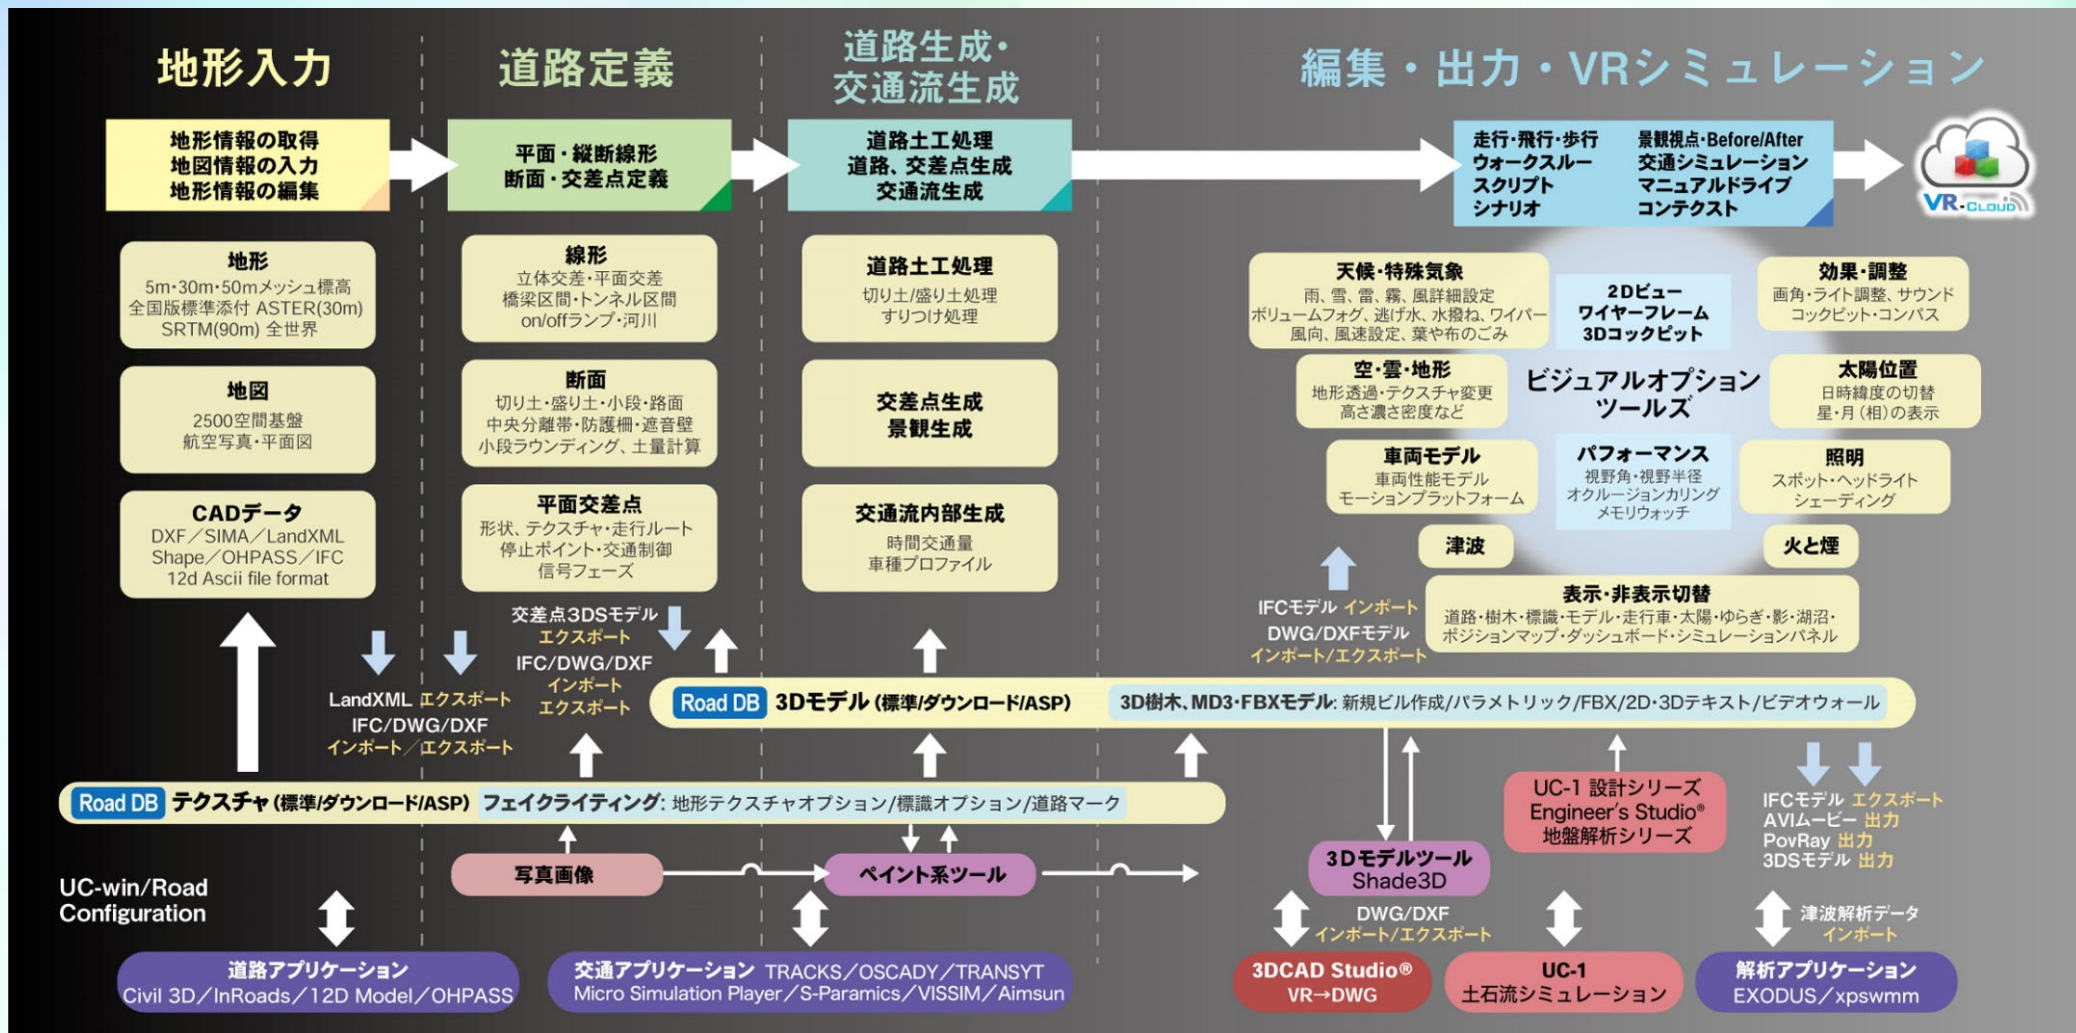 地形入力
地形情報の取得
地図情報の入力
地形情報の編集
地形
5m・30m・50mメッシュ標高
全国版標準添付 ASTER(30m)
SRTM(90m) 全世界
地図
2500空間基盤
航空写真・平面図
CADデータ
DXF／SIMA／LandXML
Shape／OHPASS／IFC
12d Ascii file format
道路定義
平面・縦断線形
断面・交差点定義
線形
立体交差・平面交差
橋梁区間・トンネル区間
on/offランプ・河川
断面
切り土・盛り土・小段・路面
中央分離帯・防護柵・遮音壁
小段ラウンディング、土量計算
平面交差点
形状、テクスチャ・走行ルート
停止ポイント・交通制御
信号フェーズ
道路生成・
交通流生成
道路土工処理
道路、交差点生成
交通流生成
道路土工処理
切り土/盛り土処理
すりつけ処理
交差点生成
景観生成
交通流内部生成
時間交通量
車種プロファイル
編集・出力・VRシミュレーション
走行・飛行・歩行
ウォークスルー
スクリプト
シナリオ
景観視点・Before/After
交通シミュレーション
マニュアルドライブ
コンテクスト
VR-CLOUD
天候・特殊気象
雨、雪、雷、霧、風詳細設定
ボリュームフォグ、逃げ水、水撥ね、ワイパー
風向、風速設定、葉や布のごみ
2Dビュー
ワイヤーフレーム
3Dコックピット
効果・調整
画角・ライト調整、サウンド
コックピット・コンパス
空・雲・地形
地形透過・テクスチャ変更
高さ濃さ密度など
ビジュアルオプション
ツールズ
太陽位置
日時緯度の切替
星・月(相)の表示
車両モデル
車両性能モデル
モーションプラットフォーム
パフォーマンス
視野角・視野半径
オクルージョンカリング
メモリウォッチ
照明
スポット・ヘッドライト
シェーディング
津波
火と煙
表示・非表示切替
道路・樹木・標識・モデル・走行車・太陽・ゆらぎ・影・湖沼・
ポジションマップ・ダッシュボード・シミュレーションパネル
IFCモデル インポート
DWG/DXFモデル
インポート/エクスポート
交差点3DSモデル
エクスポート
IFC/DWG/DXF
インポート
エクスポート
LandXML エクスポート
IFC/DWG/DXF
インポート／エクスポート
Road DB 3Dモデル (標準/ダウンロード/ASP) 3D樹木、MD3・FBXモデル: 新規ビル作成/パラメトリック/FBX/2D・3Dテキスト/ビデオウォール
Road DB テクスチャ (標準/ダウンロード/ASP) フェイクライティング: 地形テクスチャオプション/標識オプション/道路マーク
UC-1 設計シリーズ
Engineer's Studio®
地盤解析シリーズ
IFCモデル エクスポート
AVIムービー 出力
PovRay 出力
3DSモデル 出力
写真画像
ペイント系ツール
3Dモデルツール
Shade3D
UC-win/Road
Configuration
DWG/DXF
インポート/エクスポート
津波解析データ
インポート
道路アプリケーション
Civil 3D／InRoads／12D Model／OHPASS
交通アプリケーション TRACKS／OSCADY／TRANSYT
Micro Simulation Player／S-Paramics／VISSIM／Aimsun
3DCAD Studio®
VR→DWG
UC-1
土石流シミュレーション
解析アプリケーション
EXODUS／xpswmm